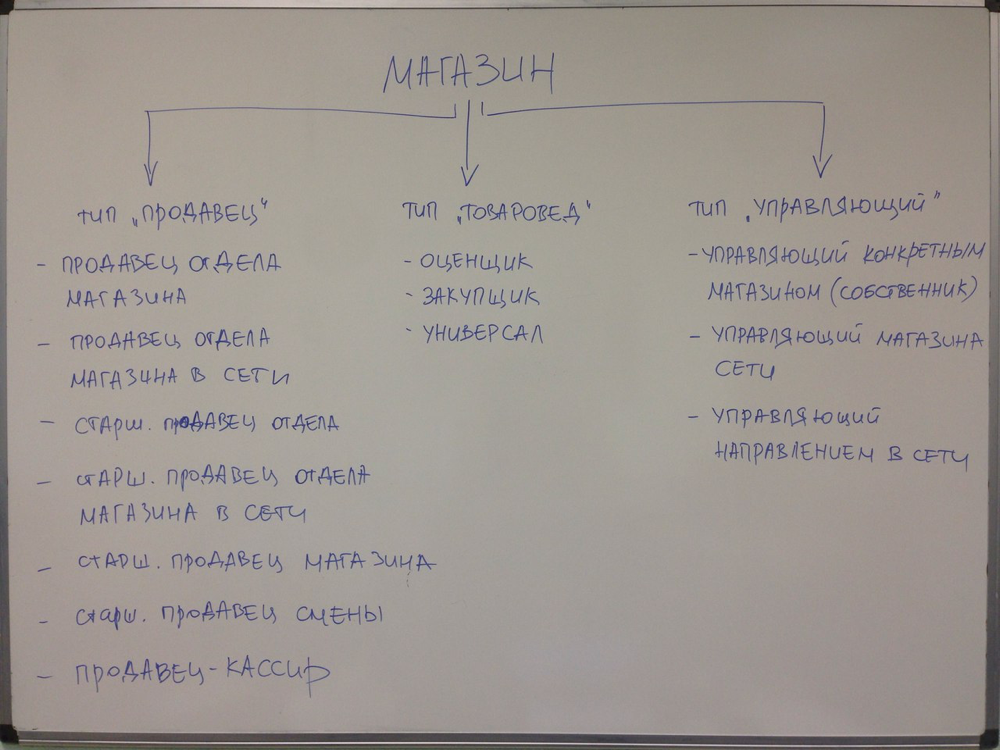 МАГАЗИН
ТИП „ПРОДАВЕЦ"
- ПРОДАВЕЦ ОТДЕЛА
МАГАЗИНА
- ПРОДАВЕЦ ОТДЕЛА
МАГАЗИНА В СЕТИ
- СТАРШ. ПРОДАВЕЦ ОТДЕЛА
- СТАРШ. ПРОДАВЕЦ ОТДЕЛА
МАГАЗИНА В СЕТИ
- СТАРШ. ПРОДАВЕЦ МАГАЗИНА
- СТАРШ. ПРОДАВЕЦ СМЕНЫ
- ПРОДАВЕЦ-КАССИР
ТИП „ТОВАРОВЕД"
- ОЦЕНЩИК
- ЗАКУПЩИК
- УНИВЕРСАЛ
ТИП „УПРАВЛЯЮЩИЙ"
- УПРАВЛЯЮЩИЙ КОНКРЕТНЫМ
МАГАЗИНОМ (СОБСТВЕННИК)
- УПРАВЛЯЮЩИЙ МАГАЗИНА
СЕТИ
- УПРАВЛЯЮЩИЙ
НАПРАВЛЕНИЕМ В СЕТИ